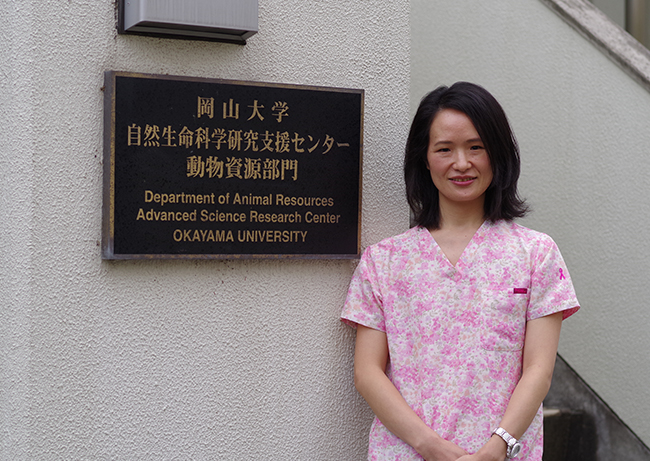 岡山大学
自然生命科学研究支援センター
動物資源部門
Department of Animal Resources
Advanced Science Research Center
OKAYAMA UNIVERSITY